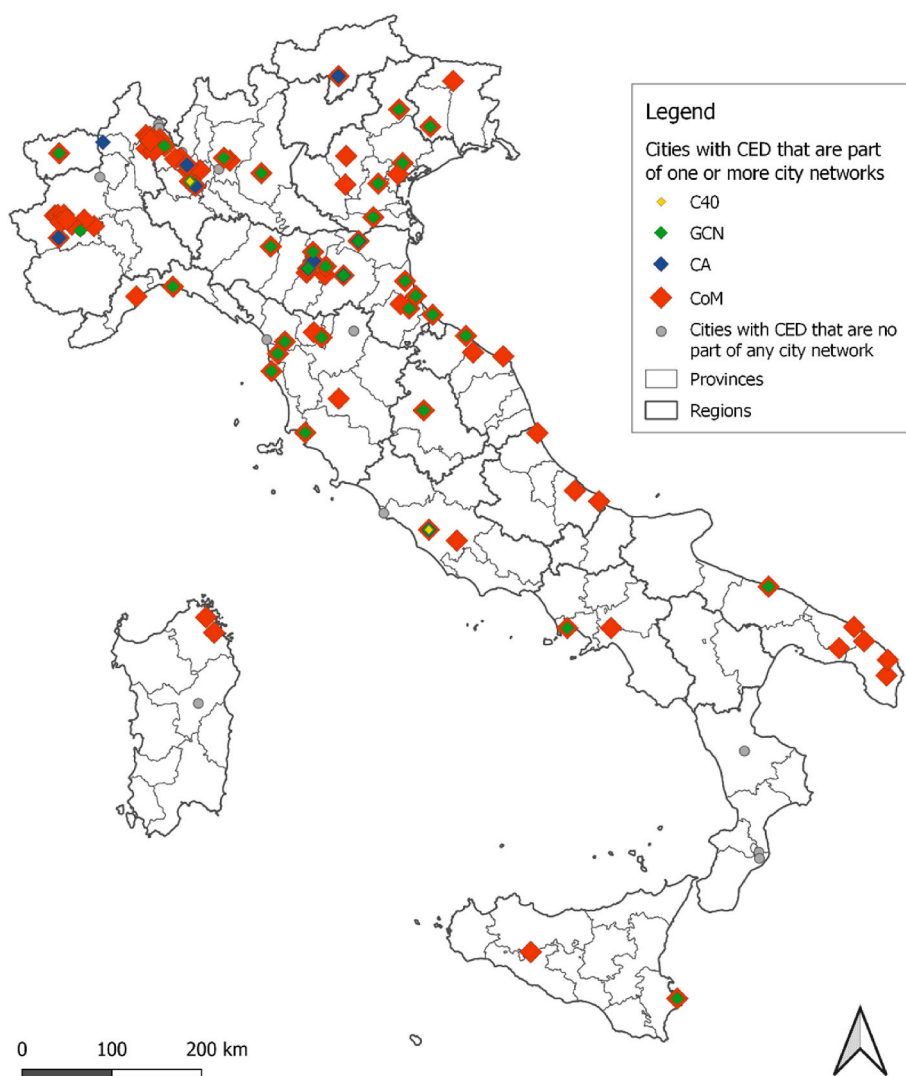 Legend
Cities with CED that are part
of one or more city networks
C40
GCN
CA
CoM
Cities with CED that are no
part of any city network
Provinces
Regions
0 100 200 km